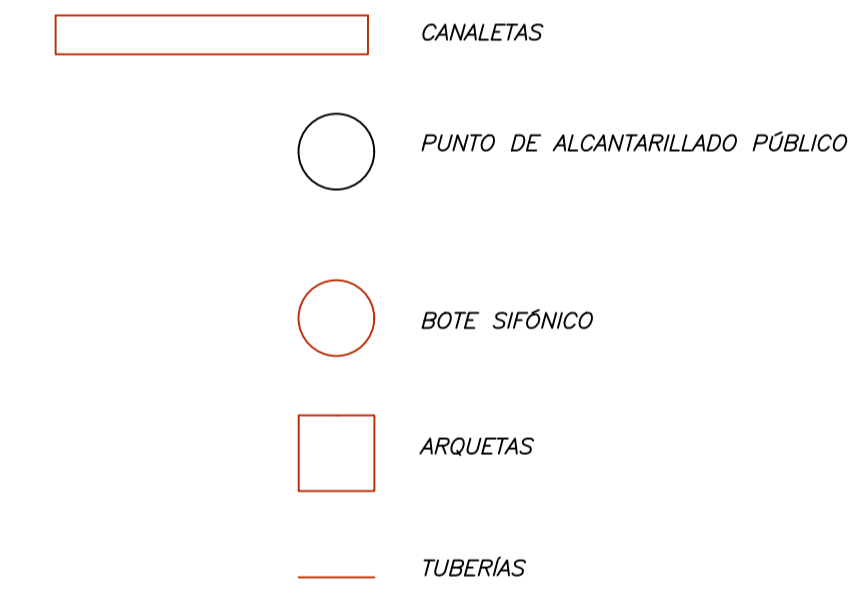 CANALETAS
PUNTO DE ALCANTARILLADO PÚBLICO
BOTE SIFÓNICO
ARQUETAS
TUBERÍAS